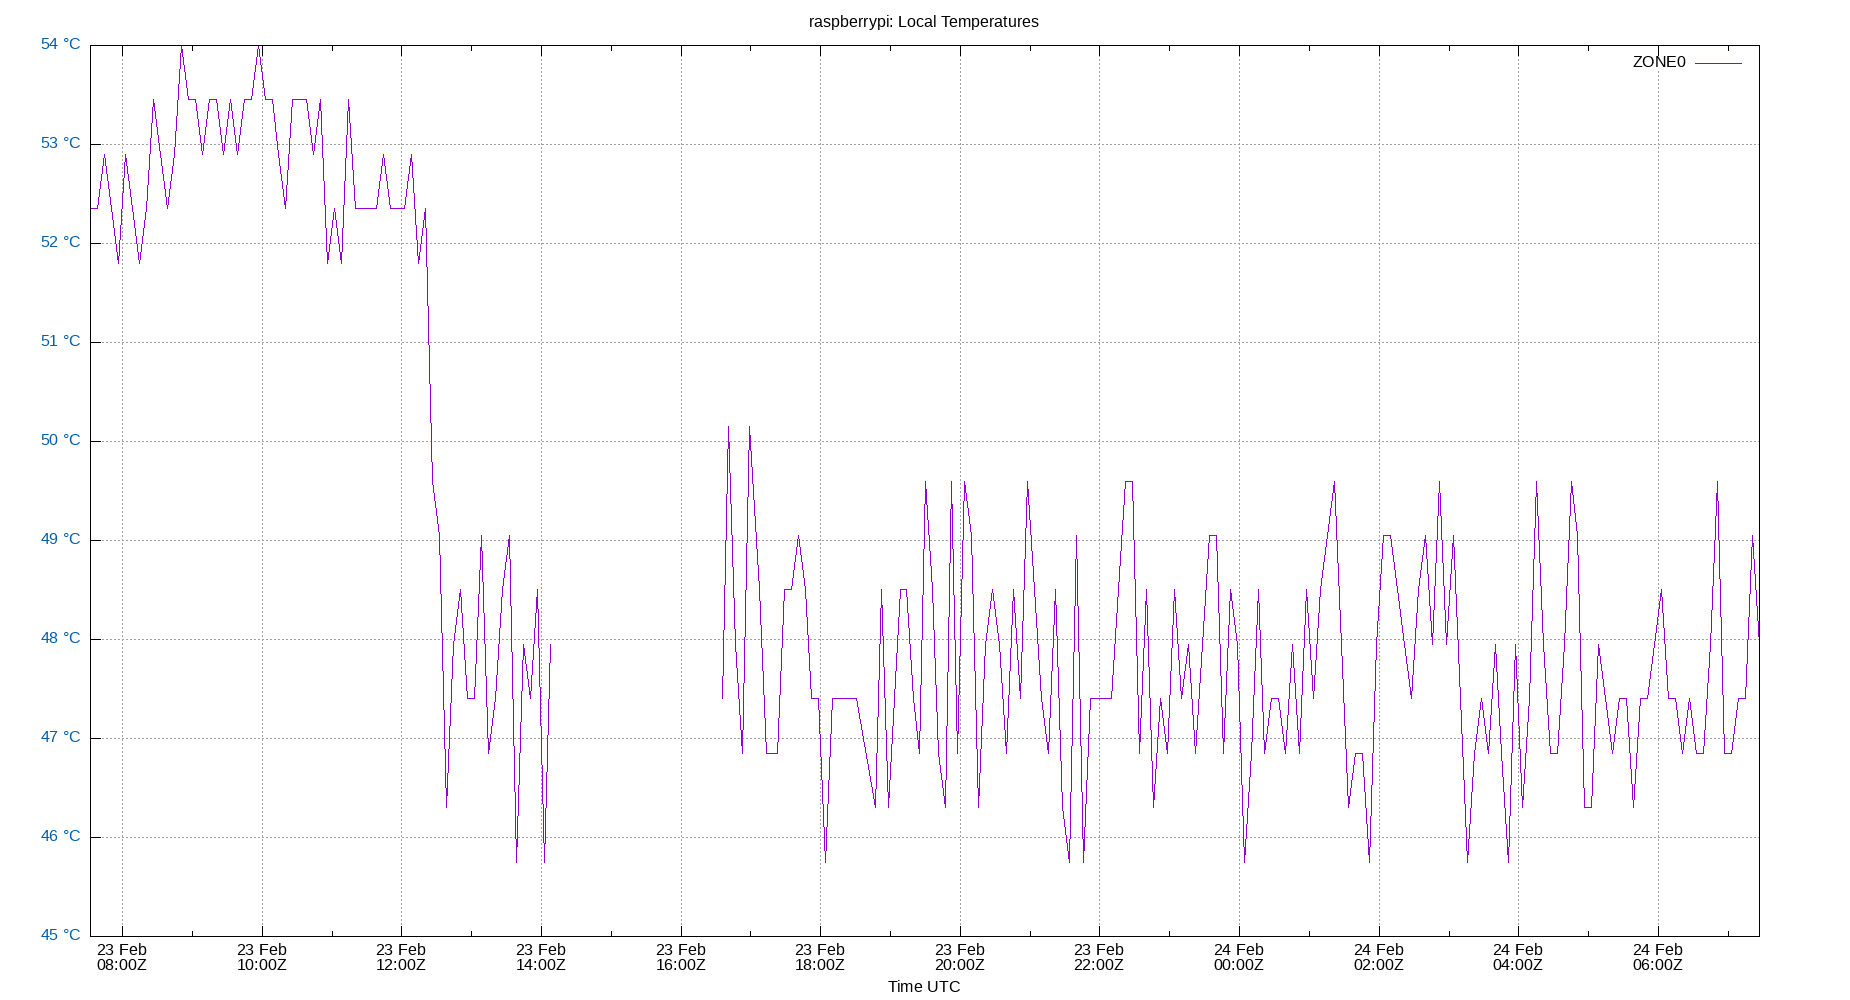 raspberrypi: Local Temperatures
ZONE0
54 °C
53 °C
52 °C
51 °C
50 °C
49 °C
48 °C
47 °C
46 °C
45 °C
23 Feb 23 Feb 23 Feb 23 Feb 23 Feb 23 Feb 23 Feb 23 Feb 24 Feb 24 Feb 24 Feb 24 Feb
08:00Z 10:00Z 12:00Z 14:00Z 16:00Z 18:00Z 20:00Z 22:00Z 00:00Z 02:00Z 04:00Z 06:00Z
Time UTC